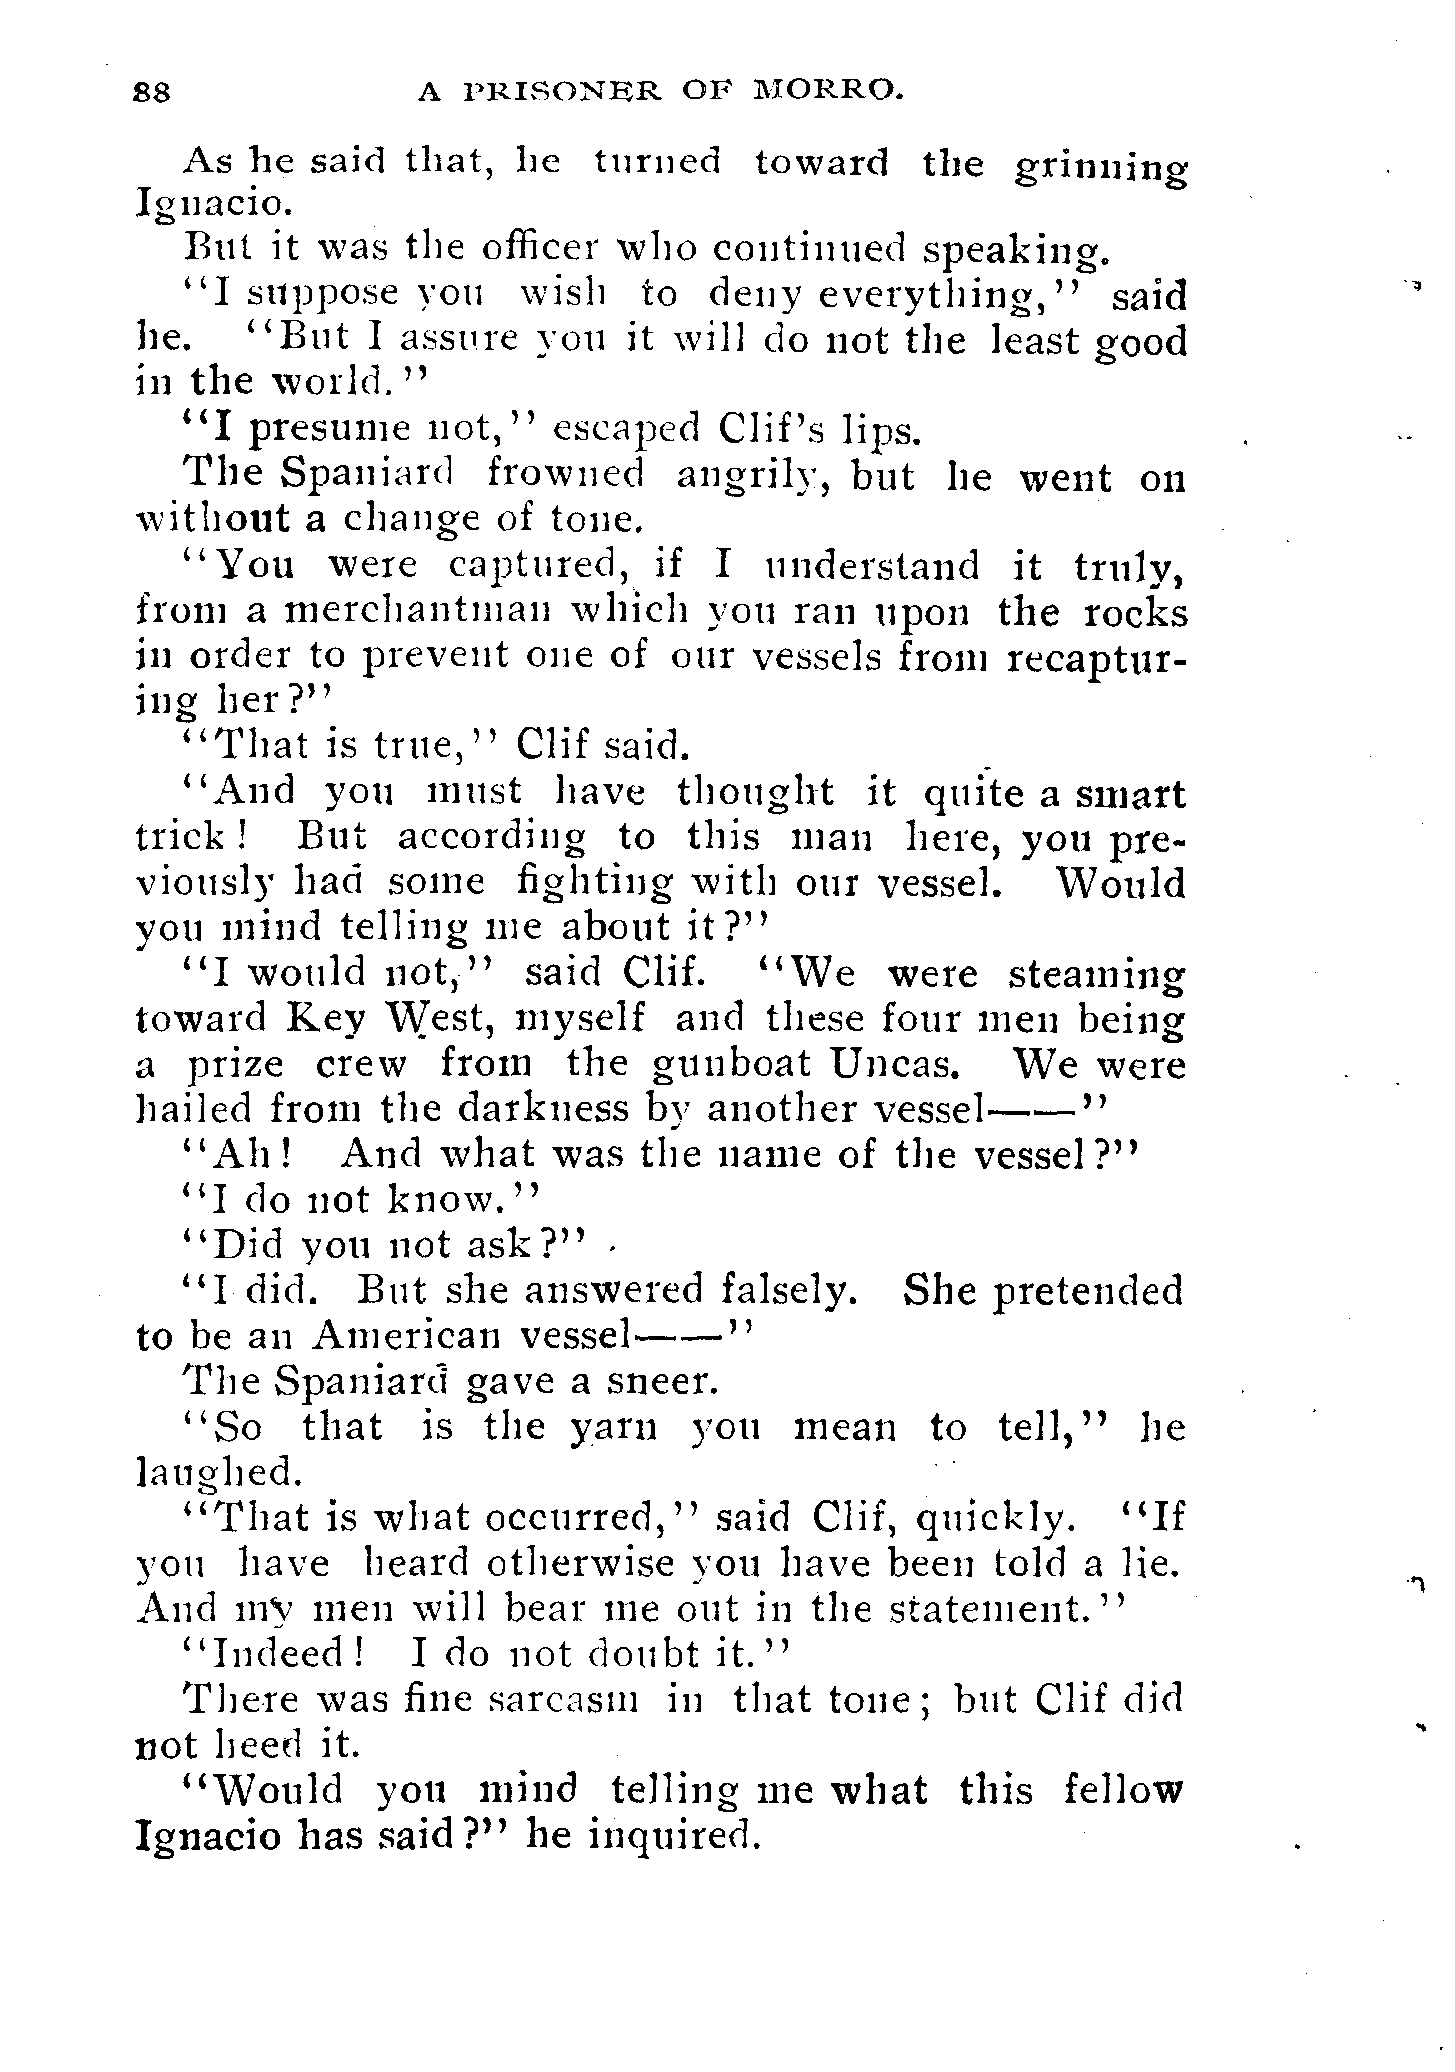 88 A PRISONER OF MORRO.
As he said that, he turned toward the grinning
Ignacio.
But it was the officer who continued speaking.
"I suppose you wish to deny everything," said
he. "But I assure you it will do not the least good
in the world."
"I presume not," escaped Clif's lips.
The Spaniard frowned angrily, but he went on
without a change of tone.
"You were captured, if I understand it truly,
from a merchantman which you ran upon the rocks
in order to prevent one of our vessels from recaptur-
ing her?"
"That is true," Clif said.
"And you must have thought it quite a smart
trick! But according to this man here, you pre-
viously had some fighting with our vessel. Would
you mind telling me about it?"
"I would not," said Clif. "We were steaming
toward Key West, myself and these four men being
a prize crew from the gunboat Uncas. We were
hailed from the darkness by another vessel——"
"Ah! And what was the name of the vessel?"
"I do not know."
"Did you not ask?"
"I did. But she answered falsely. She pretended
to be an American vessel——"
The Spaniard gave a sneer.
"So that is the yarn you mean to tell," he
laughed.
"That is what occurred," said Clif, quickly. "If
you have heard otherwise you have been told a lie.
And my men will bear me out in the statement."
"Indeed! I do not doubt it."
There was fine sarcasm in that tone; but Clif did
not heed it.
"Would you mind telling me what this fellow
Ignacio has said?" he inquired.